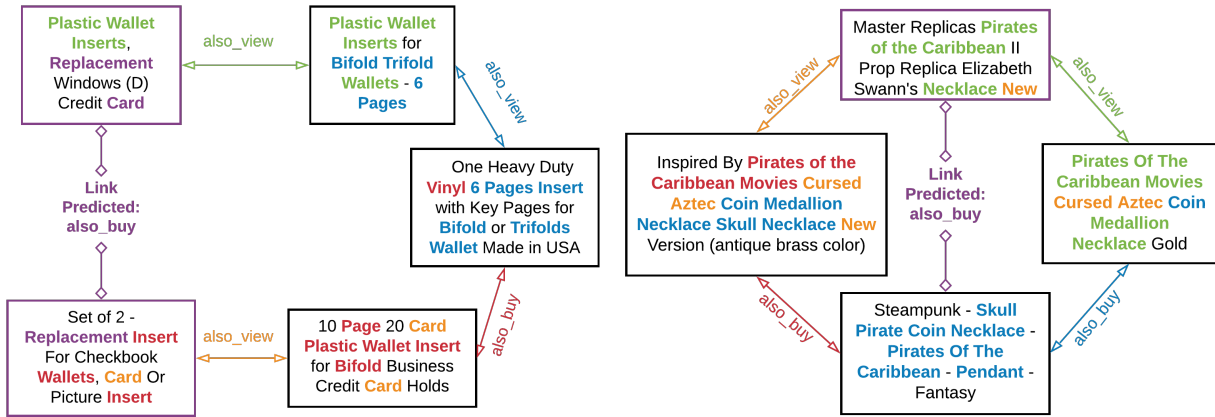 Plastic Wallet
Inserts,
Replacement
Windows (D)
Credit Card
also_view
Plastic Wallet
Inserts for
Bifold Trifold
Wallets - 6
Pages
also_view
One Heavy Duty
Vinyl 6 Pages Insert
with Key Pages for
Bifold or Trifolds
Wallet Made in USA
Link
Predicted:
also_buy
also_buy
Set of 2 -
Replacement Insert
For Checkbook
Wallets, Card Or
Picture Insert
also_view
10 Page 20 Card
Plastic Wallet Insert
for Bifold Business
Credit Card Holds
Master Replicas Pirates
of the Caribbean II
Prop Replica Elizabeth
Swann's Necklace New
also_view
also_view
Inspired By Pirates of the
Caribbean Movies Cursed
Aztec Coin Medallion
Necklace Skull Necklace New
Version (antique brass color)
Link
Predicted:
also_buy
Pirates Of The
Caribbean Movies
Cursed Aztec Coin
Medallion
Necklace Gold
also_buy
also_buy
Steampunk - Skull
Pirate Coin Necklace -
Pirates Of The
Caribbean - Pendant -
Fantasy